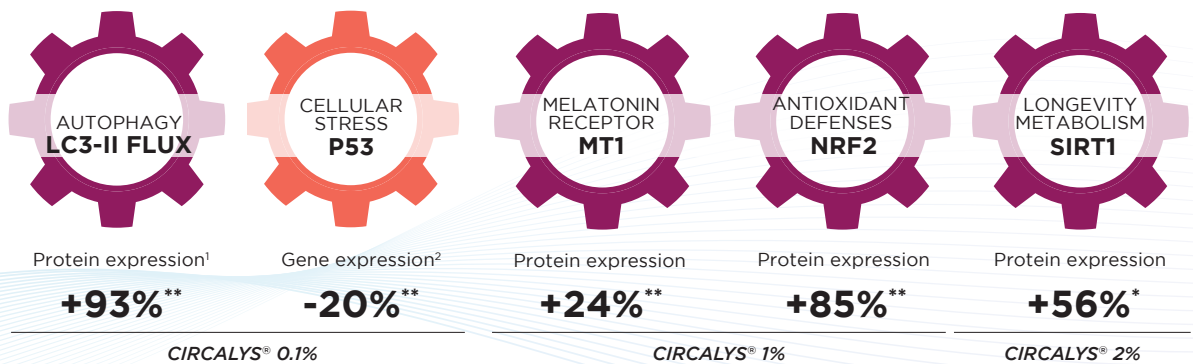 AUTOPHAGY
LC3-II FLUX
CELLULAR
STRESS
P53
MELATONIN
RECEPTOR
MT1
ANTIOXIDANT
DEFENSES
NRF2
LONGEVITY
METABOLISM
SIRT1
Protein expression¹
Gene expression²
Protein expression
Protein expression
Protein expression
+93%**
-20%**
+24%**
+85%**
+56%*
CIRCALYS® 0.1%
CIRCALYS® 1%
CIRCALYS® 2%